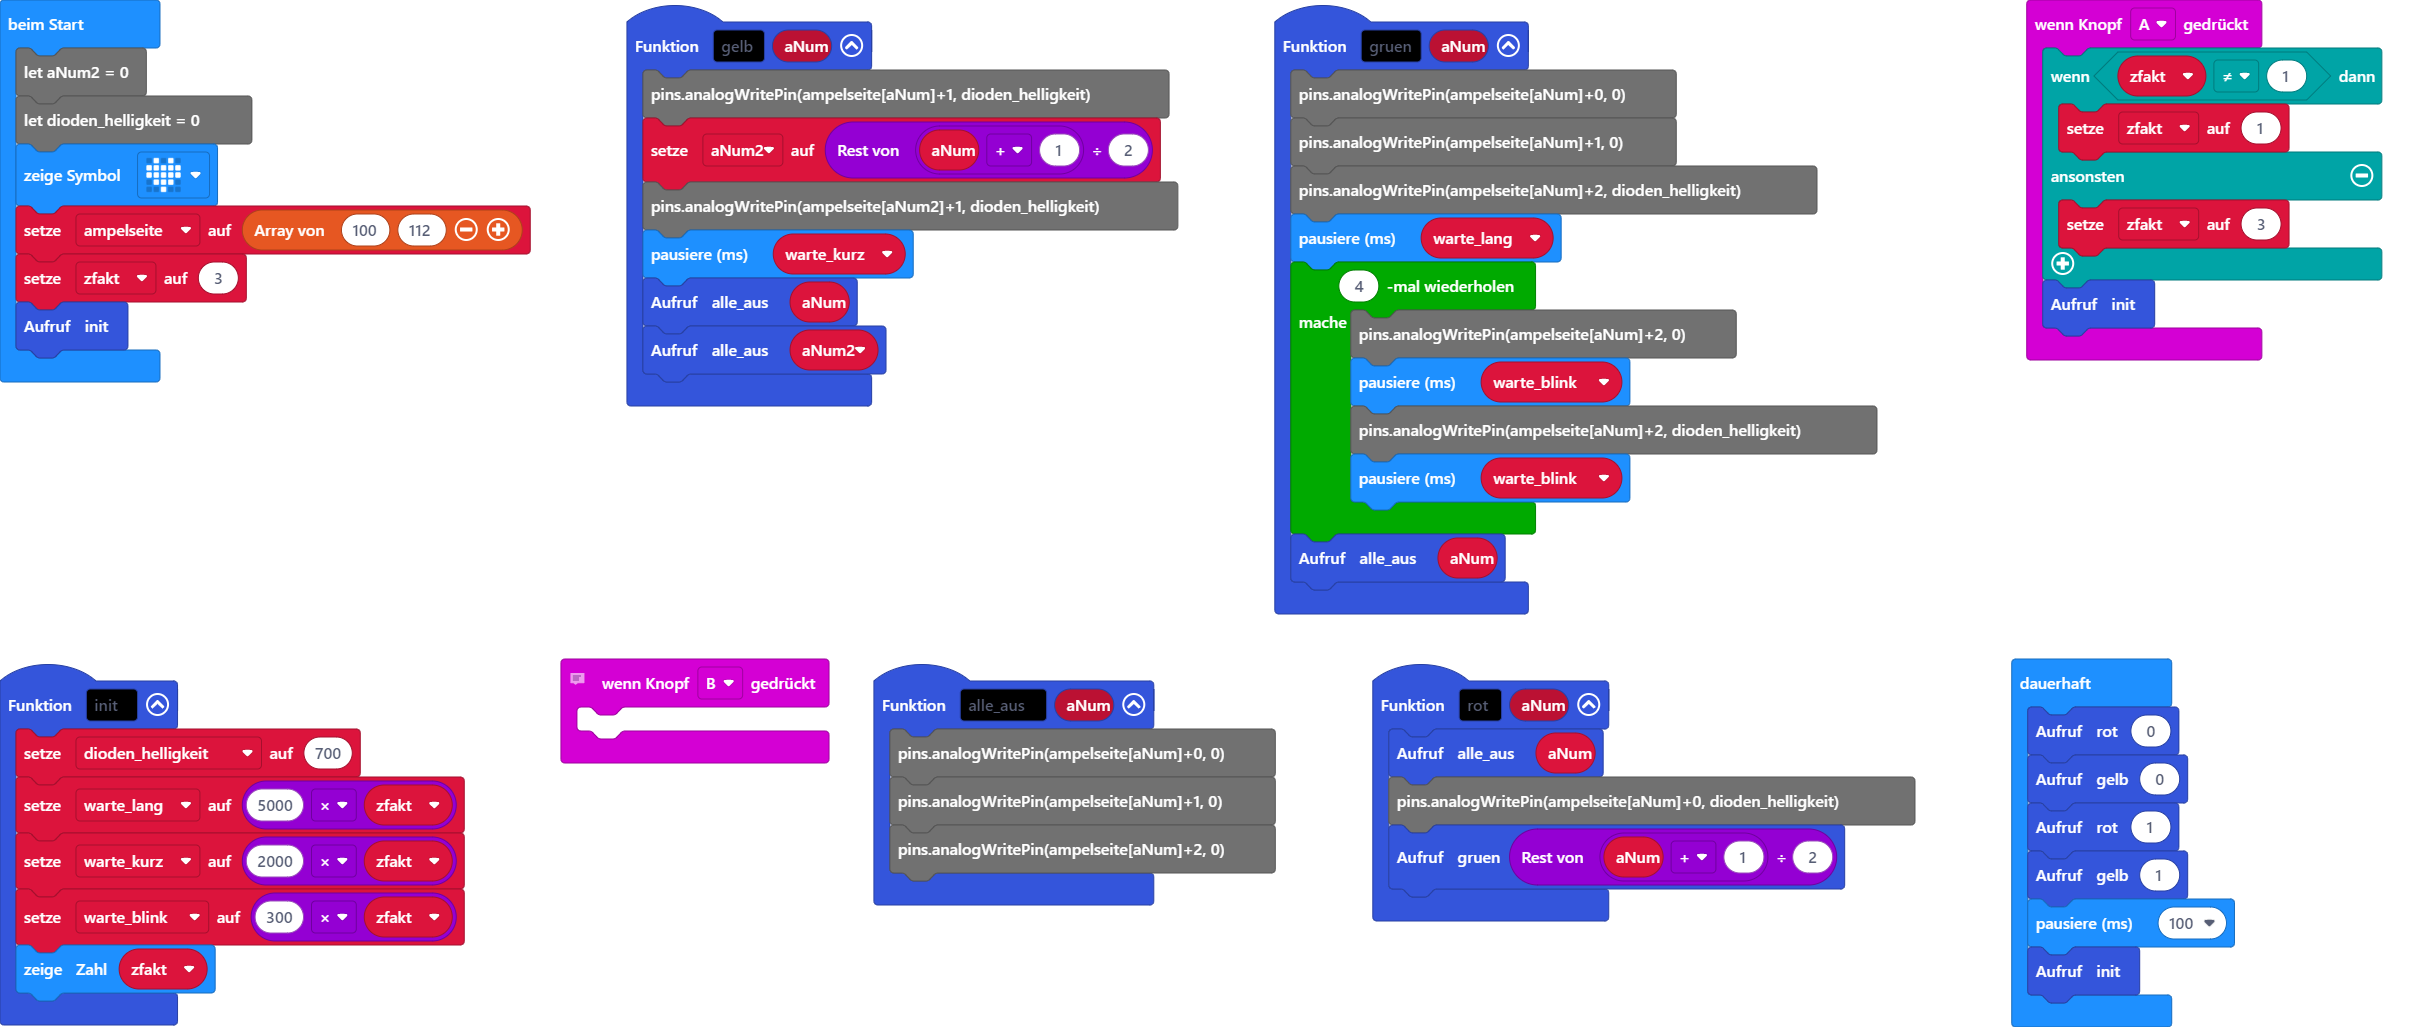 beim Start
let aNum2 = 0
let dioden_helligkeit = 0
zeige Symbol
setze ampelseite auf Array von 100 112
setze zfakt auf 3
Aufruf init
Funktion gelb aNum
pins.analogWritePin(ampelseite[aNum]+1, dioden_helligkeit)
setze aNum2 auf Rest von aNum + 1 ÷ 2
pins.analogWritePin(ampelseite[aNum2]+1, dioden_helligkeit)
pausiere (ms) warte_kurz
Aufruf alle_aus aNum
Aufruf alle_aus aNum2
Funktion gruen aNum
pins.analogWritePin(ampelseite[aNum]+0, 0)
pins.analogWritePin(ampelseite[aNum]+1, 0)
pins.analogWritePin(ampelseite[aNum]+2, dioden_helligkeit)
pausiere (ms) warte_lang
4 -mal wiederholen
mache
pins.analogWritePin(ampelseite[aNum]+2, 0)
pausiere (ms) warte_blink
pins.analogWritePin(ampelseite[aNum]+2, dioden_helligkeit)
pausiere (ms) warte_blink
Aufruf alle_aus aNum
wenn Knopf A gedrückt
wenn zfakt ≠ 1 dann
setze zfakt auf 1
ansonsten
setze zfakt auf 3
Aufruf init
Funktion init
setze dioden_helligkeit auf 700
setze warte_lang auf 5000 × zfakt
setze warte_kurz auf 2000 × zfakt
setze warte_blink auf 300 × zfakt
zeige Zahl zfakt
wenn Knopf B gedrückt
Funktion alle_aus aNum
pins.analogWritePin(ampelseite[aNum]+0, 0)
pins.analogWritePin(ampelseite[aNum]+1, 0)
pins.analogWritePin(ampelseite[aNum]+2, 0)
Funktion rot aNum
Aufruf alle_aus aNum
pins.analogWritePin(ampelseite[aNum]+0, dioden_helligkeit)
Aufruf gruen Rest von aNum + 1 ÷ 2
dauerhaft
Aufruf rot 0
Aufruf gelb 0
Aufruf rot 1
Aufruf gelb 1
pausiere (ms) 100
Aufruf init